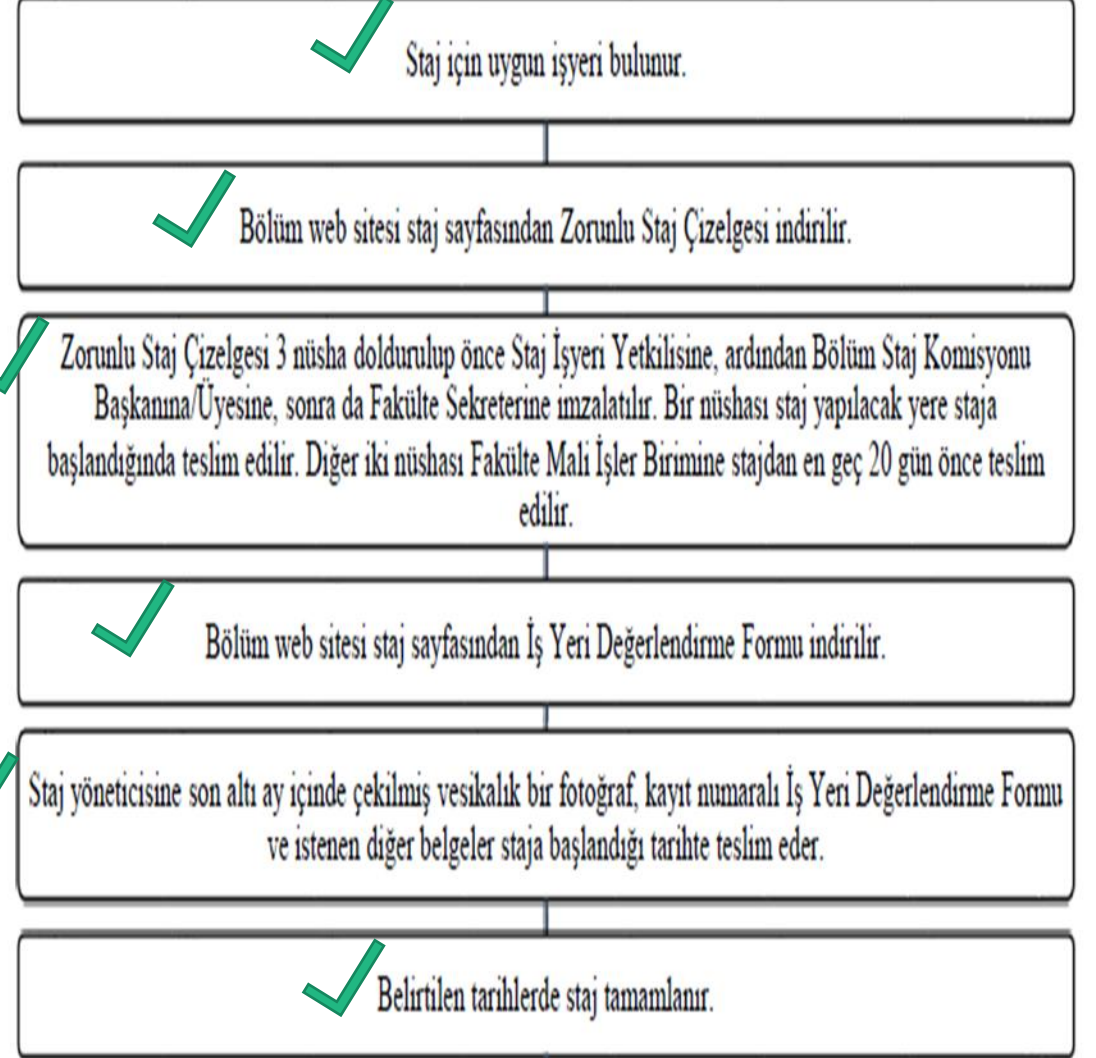 Staj için uygun işyeri bulunur.
Bölüm web sitesi staj sayfasından Zorunlu Staj Çizelgesi indirilir.
Zorunlu Staj Çizelgesi 3 nüsha doldurulup önce Staj İşyeri Yetkilisine, ardından Bölüm Staj Komisyonu
Başkanına/Üyesine, sonra da Fakülte Sekreterine imzalatılır. Bir nüshası staj yapılacak yere staja
başlandığında teslim edilir. Diğer iki nüshası Fakülte Mali İşler Birimine stajdan en geç 20 gün önce teslim
edilir.
Bölüm web sitesi staj sayfasından İş Yeri Değerlendirme Formu indirilir.
Staj yöneticisine son altı ay içinde çekilmiş vesikalık bir fotoğraf, kayıt numaralı İş Yeri Değerlendirme Formu
ve istenen diğer belgeler staja başlandığı tarihte teslim eder.
Belirtilen tarihlerde staj tamamlanır.